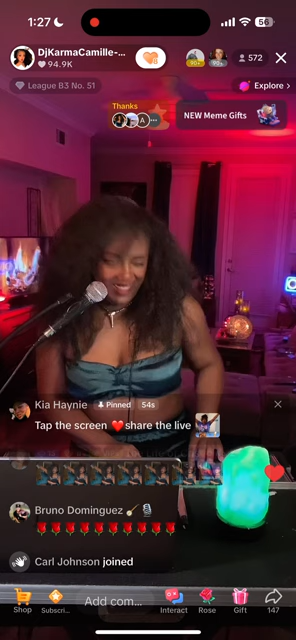 1:27
56
DjKarmaCamille-...
94.9K
90+
572
League B3 No. 51
Explore >
Thanks
A
NEW Meme Gifts
Kia Haynie
Pinned
54s
Tap the screen ❤️share the live
Bruno Dominguez
🌹🌹🌹🌹🌹🌹🌹🌹🌹🌹
Carl Johnson joined
Shop
Subscri...
Add com...
Interact
Rose
Gift
147